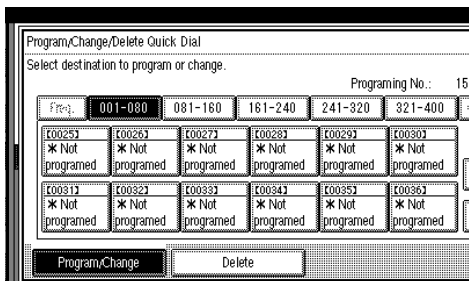 Program/Change/Delete Quick Dial
Select destination to program or change.
Programing No.: 15
Freq. 001-080 081-160 161-240 241-320 321-400
[0025] [0026] [0027] [0028] [0029] [0030]
* Not * Not * Not * Not * Not * Not
programed programed programed programed programed programed
[0031] [0032] [0033] [0034] [0035] [0036]
* Not * Not * Not * Not * Not * Not
programed programed programed programed programed programed
Program/Change Delete